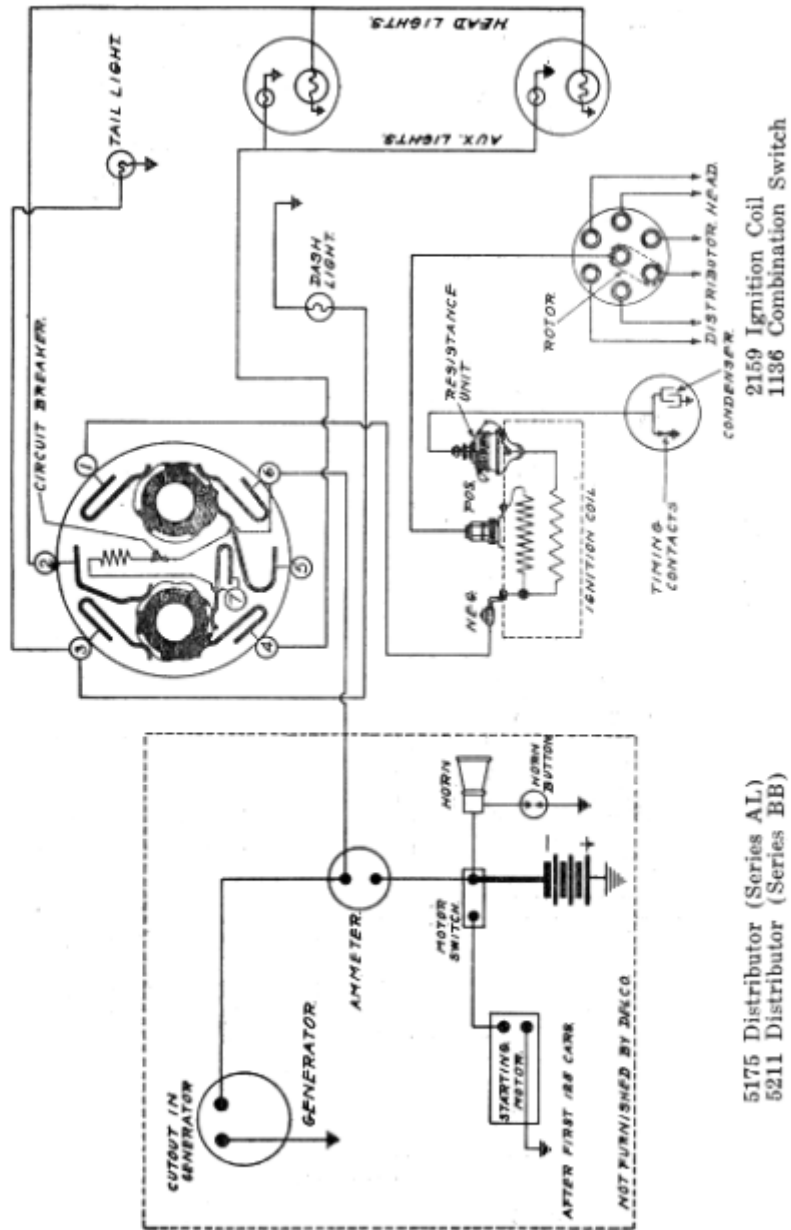 HEAD LIGHTS.
TAIL LIGHT.
AUX. LIGHTS.
DASH
LIGHT.
CIRCUIT BREAKER.
1
2
3
4
5
6
7
RESISTANCE
UNIT
POS.
NEG.
IGNITION COIL
ROTOR
DISTRIBUTOR HEAD.
CONDENSER.
TIMING
CONTACTS
2159 Ignition Coil
1136 Combination Switch
CUTOUT IN
GENERATOR
GENERATOR.
AMMETER.
HORN
HORN
BUTTON
MOTOR
SWITCH.
-
+
STARTING
MOTOR.
AFTER FIRST 125 CARS.
NOT FURNISHED BY DELCO.
5175 Distributor (Series AL)
5211 Distributor (Series BB)